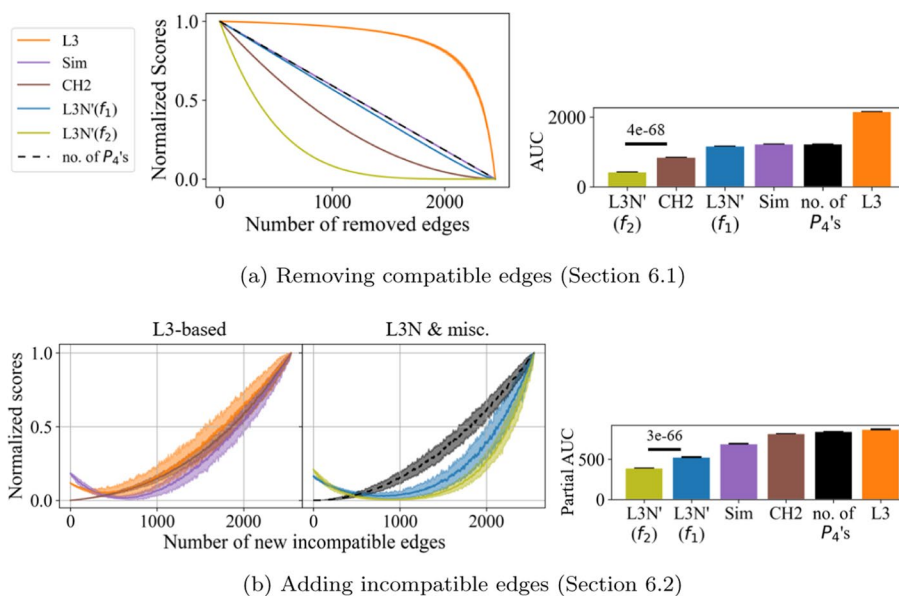 L3
Sim
CH2
L3N'(f₁)
L3N'(f₂)
no. of P₄'s
Normalized Scores
1.0
0.5
0.0
0 1000 2000
Number of removed edges
AUC
2000
0
4e-68
L3N' CH2 L3N' Sim no. of L3
(f₂) (f₁) P₄'s
(a) Removing compatible edges (Section 6.1)
L3-based L3N & misc.
Normalized scores
1.0
0.5
0.0
0 1000 2000 0 1000 2000
Number of new incompatible edges
Partial AUC
500
0
3e-66
L3N' L3N' Sim CH2 no. of L3
(f₂) (f₁) P₄'s
(b) Adding incompatible edges (Section 6.2)